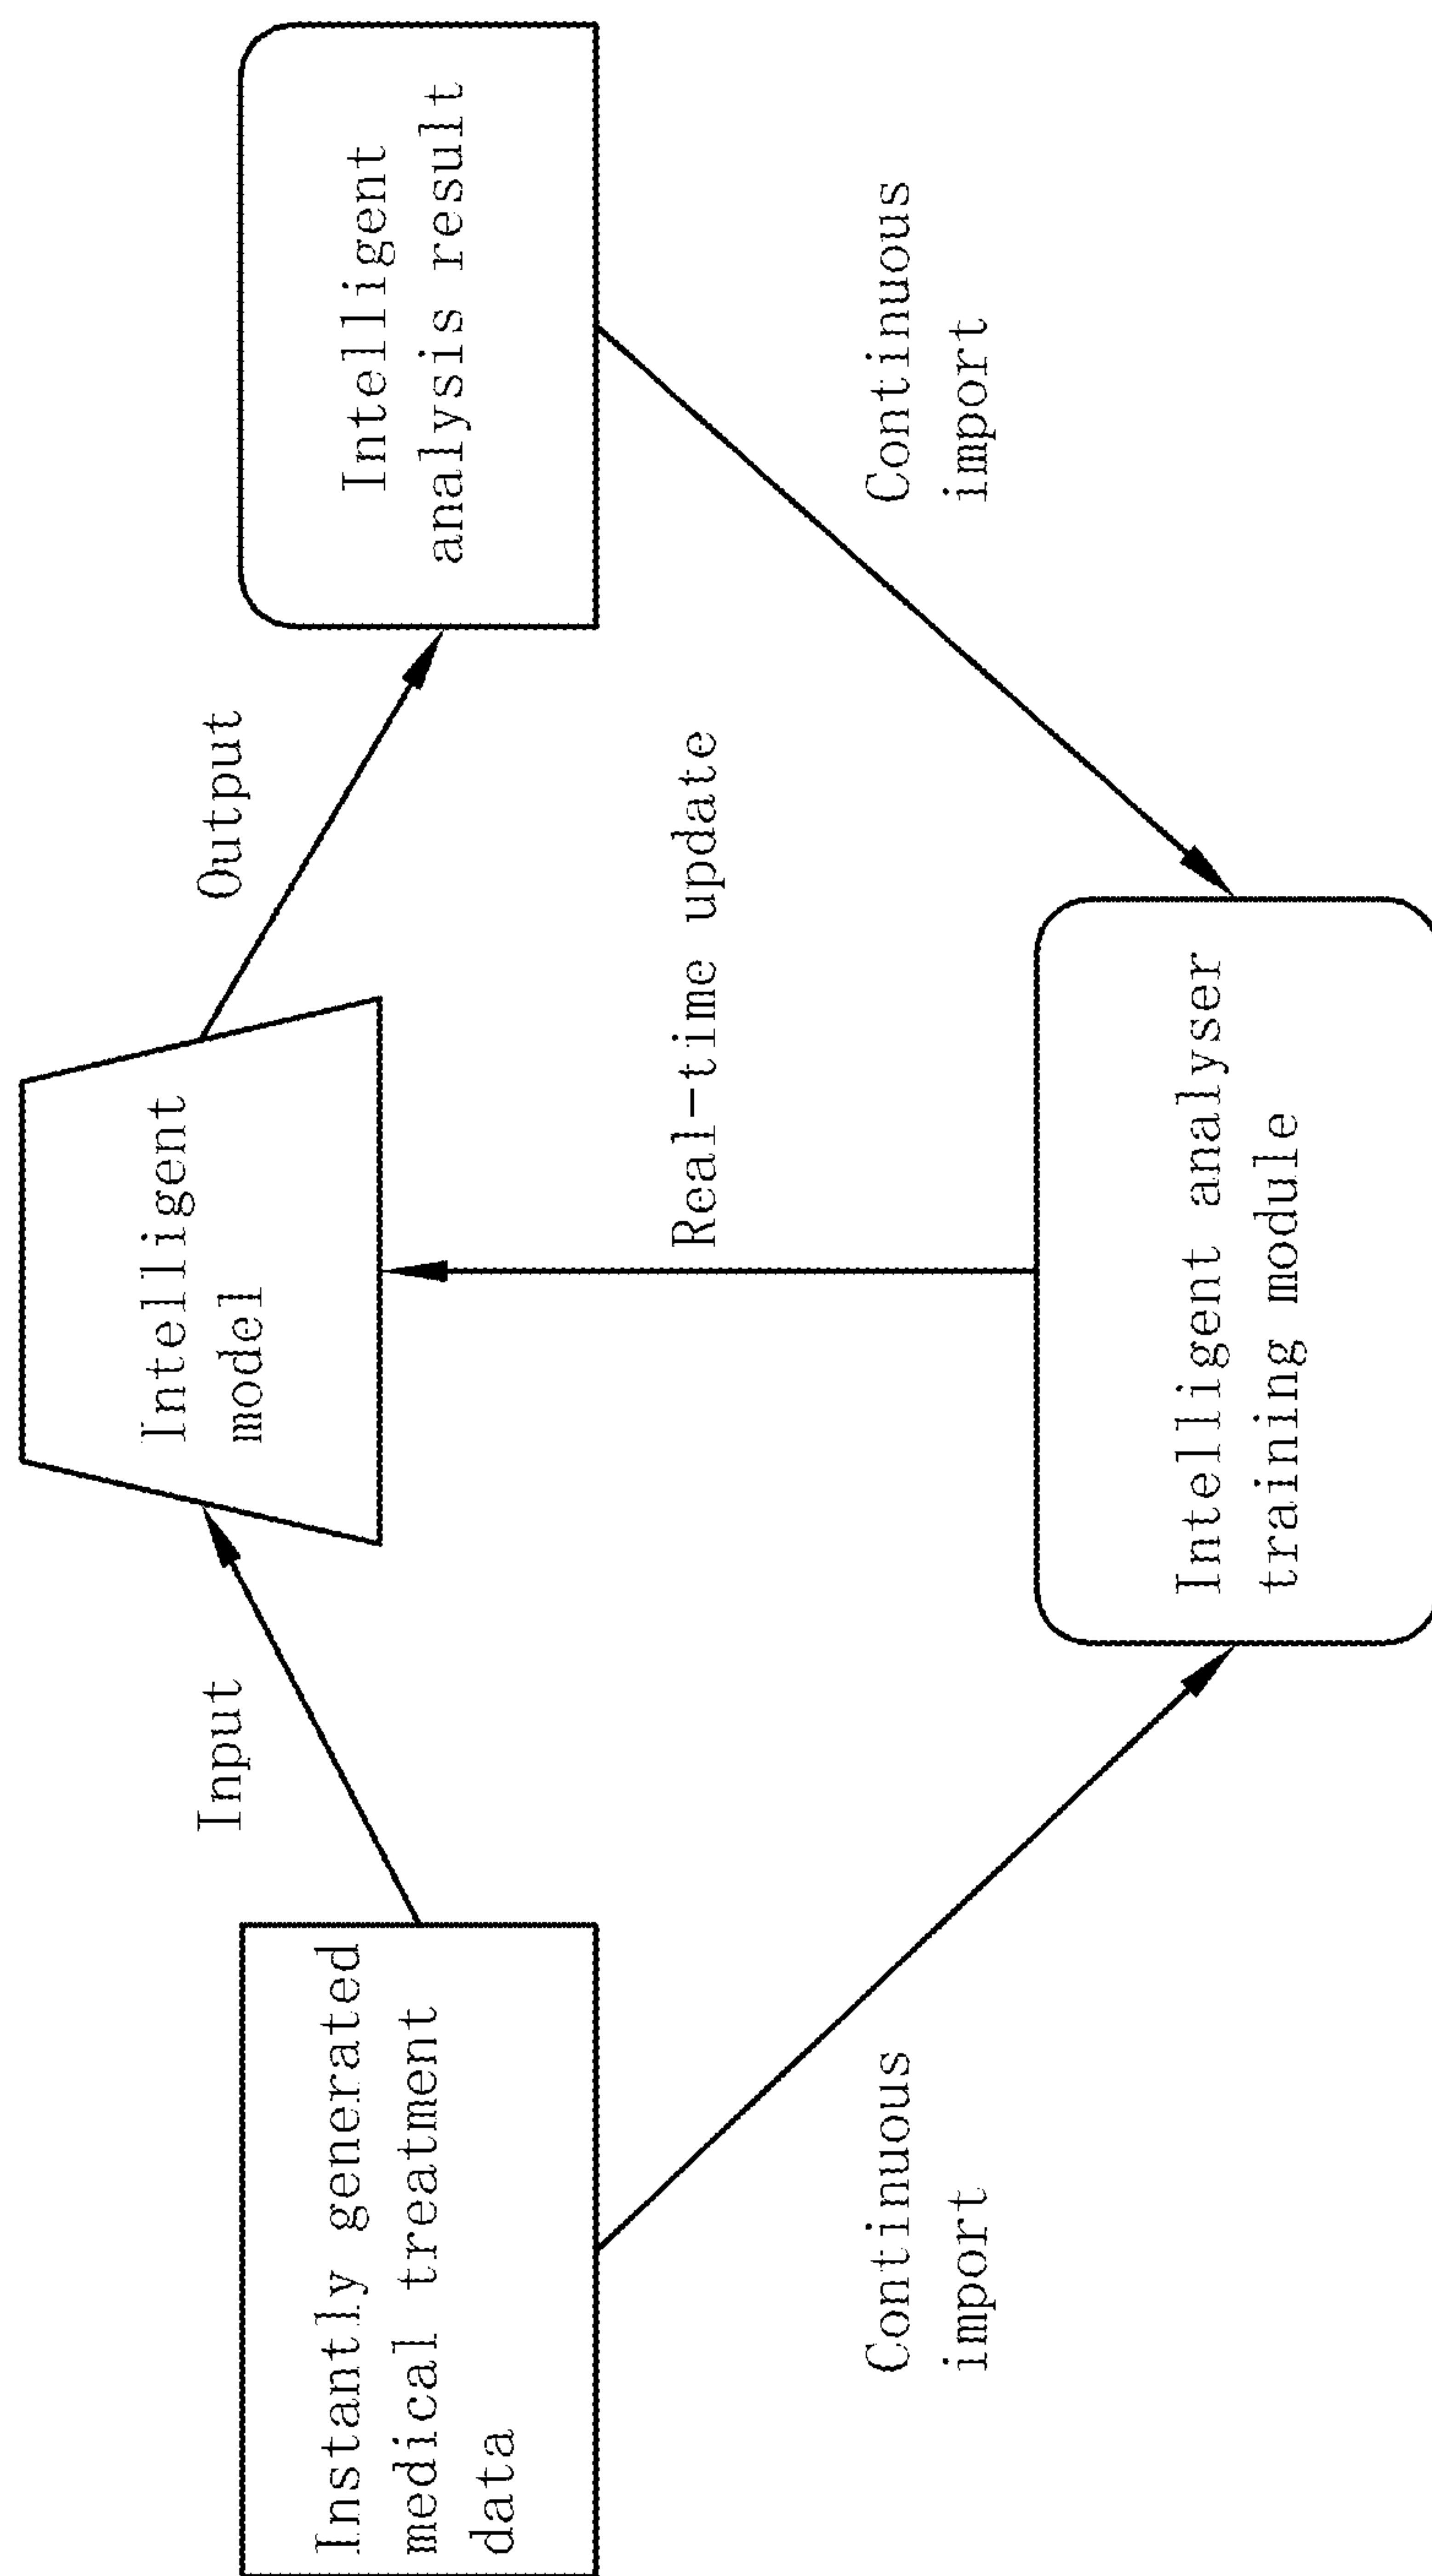 Instantly generated
medical treatment
data
Input
Intelligent
model
Output
Intelligent
analysis result
Real-time update
Continuous
import
Continuous
import
Intelligent analyser
training module